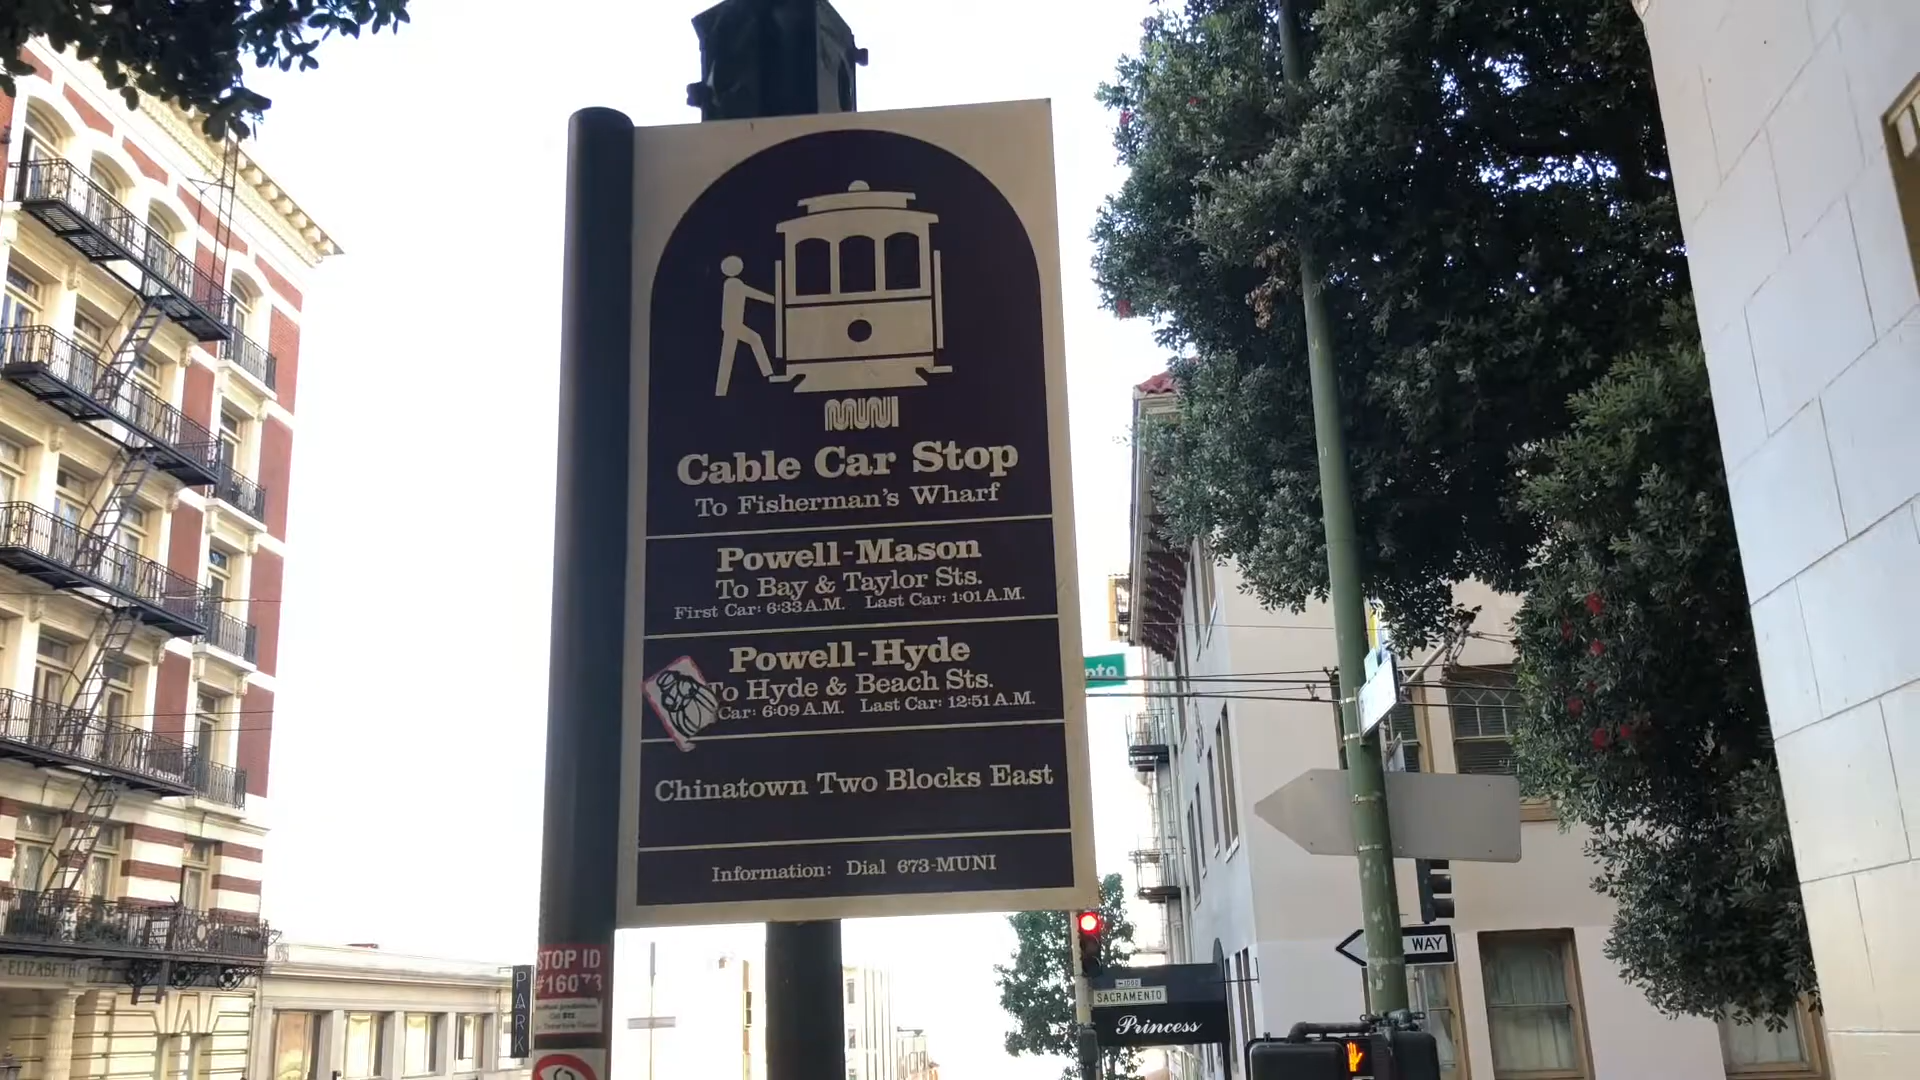 MUNI
Cable Car Stop
To Fisherman's Wharf
Powell-Mason
To Bay & Taylor Sts.
First Car: 6:33 A.M. Last Car: 1:01 A.M.
Powell-Hyde
To Hyde & Beach Sts.
Car: 6:09 A.M. Last Car: 12:51 A.M.
Chinatown Two Blocks East
Information: Dial 673-MUNI
STOP ID
#16073
PARK
ELIZABETH
WAY
1000
SACRAMENTO
Princess